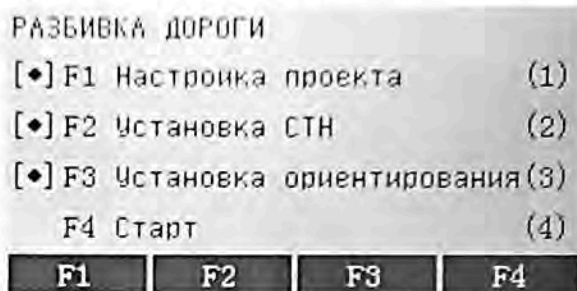 РАЗБИВКА ДОРОГИ
[◆] F1 Настройка проекта (1)
[◆] F2 Установка СТН (2)
[◆] F3 Установка ориентирования(3)
F4 Старт (4)
F1 F2 F3 F4